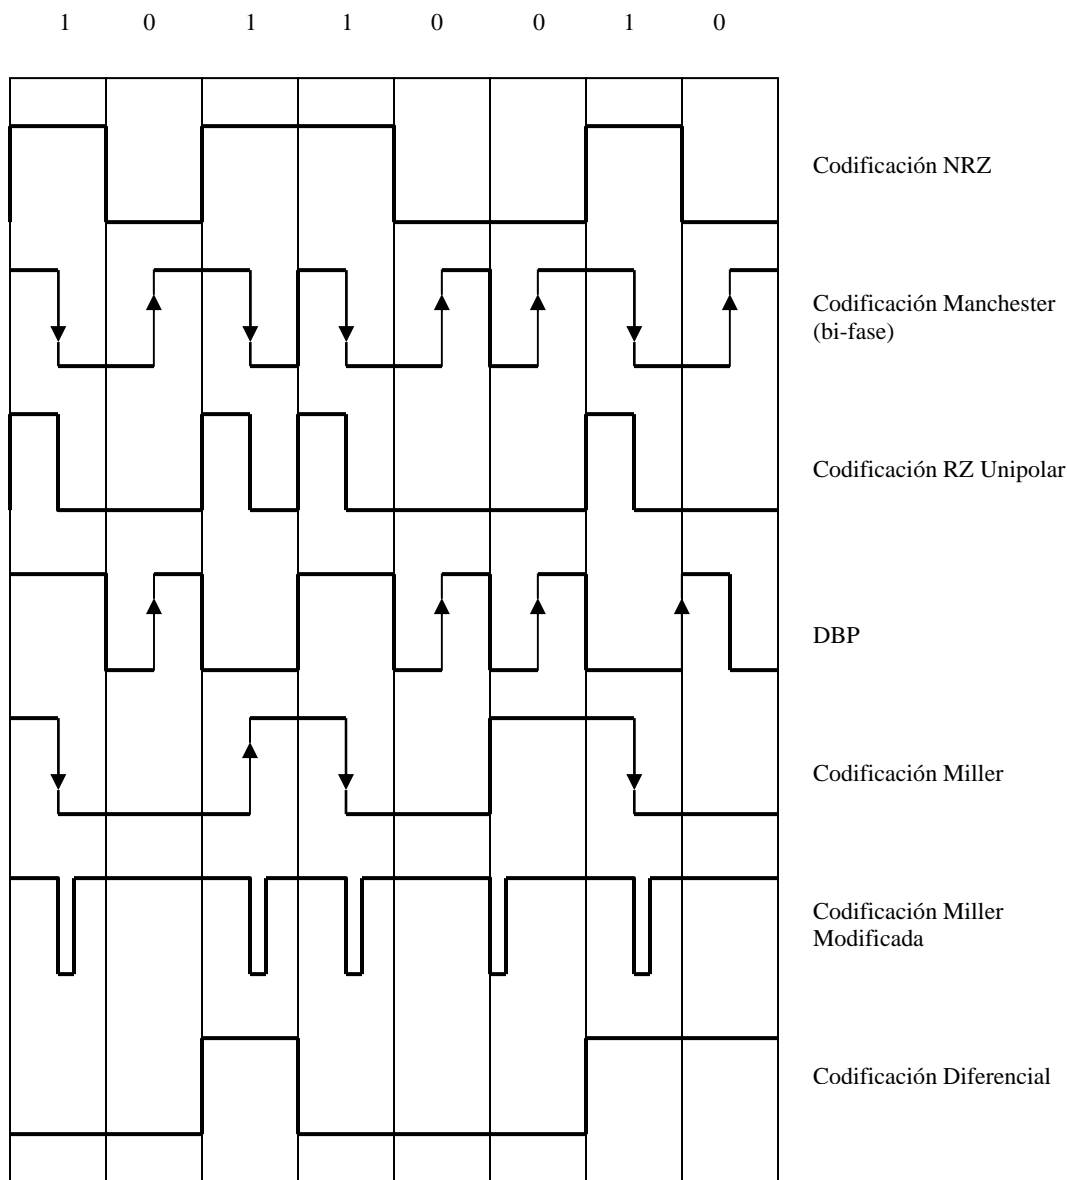 1 0 1 1 0 0 1 0
Codificación NRZ
Codificación Manchester
(bi-fase)
Codificación RZ Unipolar
DBP
Codificación Miller
Codificación Miller
Modificada
Codificación Diferencial